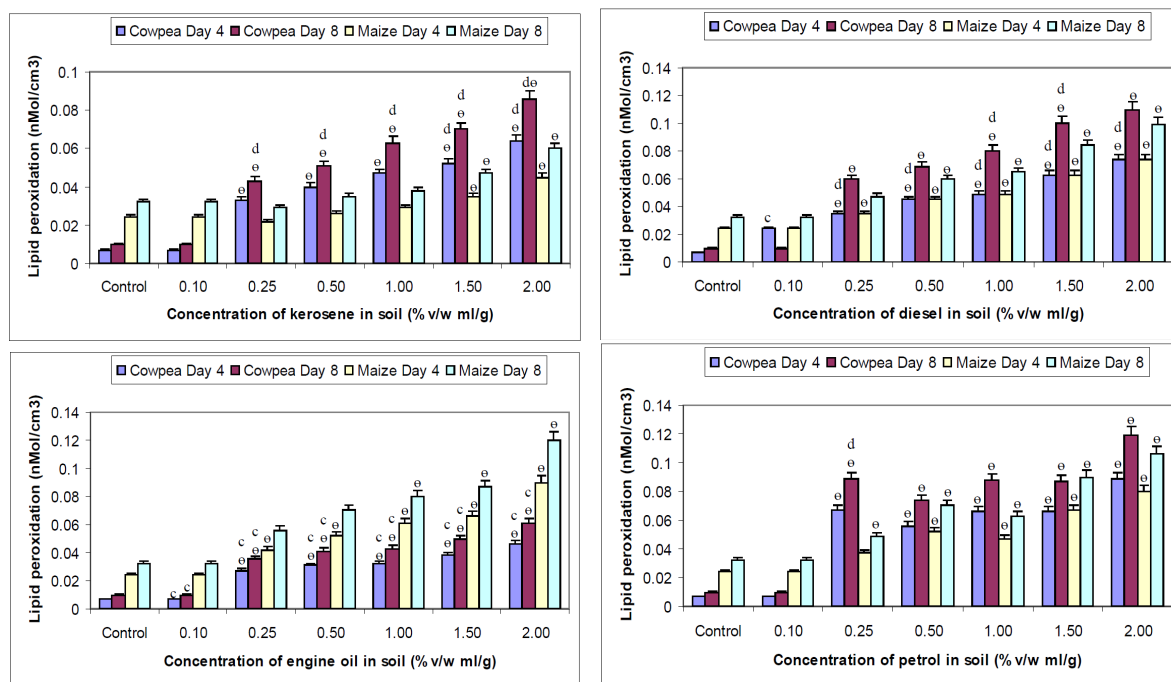 Cowpea Day 4 Cowpea Day 8 Maize Day 4 Maize Day 8
Lipid peroxidation (nMol/cm3)
0.1
0.08
0.06
0.04
0.02
0
ө d ө ө
ө d ө
ө d ө ө
d ө d ө ө
d ө dө ө ө
Control 0.10 0.25 0.50 1.00 1.50 2.00
Concentration of kerosene in soil (% v/w ml/g)
Cowpea Day 4 Cowpea Day 8 Maize Day 4 Maize Day 8
Lipid peroxidation (nMol/cm3)
0.14
0.12
0.1
0.08
0.06
0.04
0.02
0
c
d ө d ө d ө
d ө ө ө ө
d ө d ө ө ө
d ө d ө ө ө
d ө ө ө ө
Control 0.10 0.25 0.50 1.00 1.50 2.00
Concentration of diesel in soil (% v/w ml/g)
Cowpea Day 4 Cowpea Day 8 Maize Day 4 Maize Day 8
Lipid peroxidation (nMol/cm3)
0.14
0.12
0.1
0.08
0.06
0.04
0.02
0
c c
c ө c ө ө ө
c ө c ө ө ө
c ө c ө ө ө
c ө c ө ө ө
c ө c ө ө ө
Control 0.10 0.25 0.50 1.00 1.50 2.00
Concentration of engine oil in soil (% v/w ml/g)
Cowpea Day 4 Cowpea Day 8 Maize Day 4 Maize Day 8
Lipid peroxidation (nMol/cm3)
0.14
0.12
0.1
0.08
0.06
0.04
0.02
0
ө d ө ө ө
ө ө ө ө
ө ө ө ө
ө ө ө ө
ө ө ө ө
Control 0.10 0.25 0.50 1.00 1.50 2.00
Concentration of petrol in soil (% v/w ml/g)